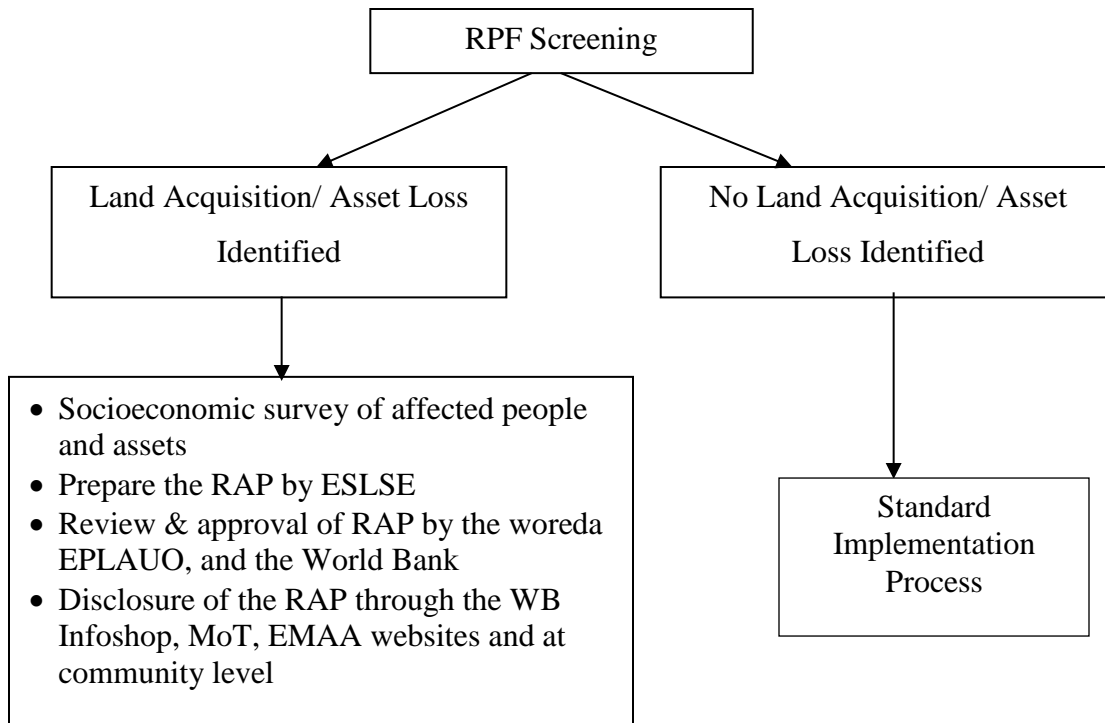 RPF Screening
Land Acquisition/ Asset Loss
Identified
No Land Acquisition/ Asset
Loss Identified
• Socioeconomic survey of affected people
and assets
• Prepare the RAP by ESLSE
• Review & approval of RAP by the woreda
EPLAUO, and the World Bank
• Disclosure of the RAP through the WB
Infoshop, MoT, EMAA websites and at
community level
Standard
Implementation
Process